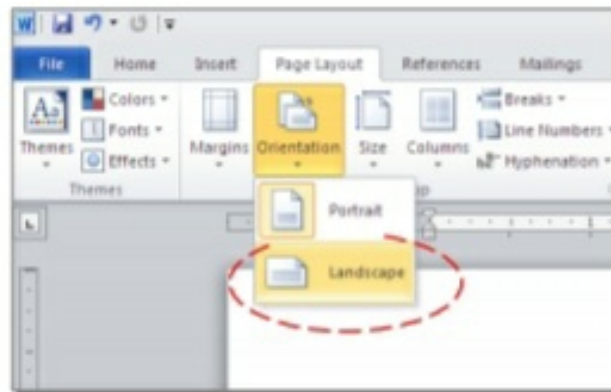 W
File Home Insert Page Layout References Mailings
Aa Colors Breaks
Fonts Line Numbers
Themes Effects Margins Orientation Size Columns Hyphenation
Themes
Portrait
Landscape